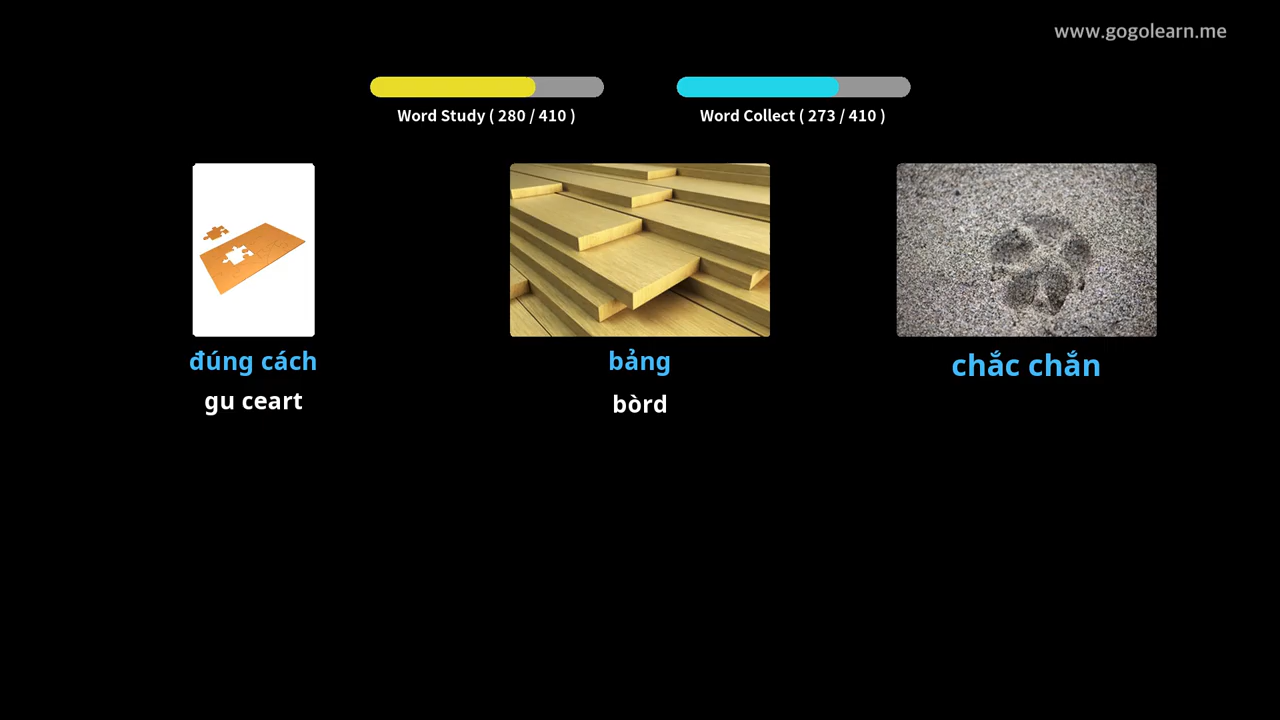 www.gogolearn.me
Word Study ( 280 / 410 )
Word Collect ( 273 / 410 )
đúng cách
bảng
chắc chắn
gu ceart
bòrd